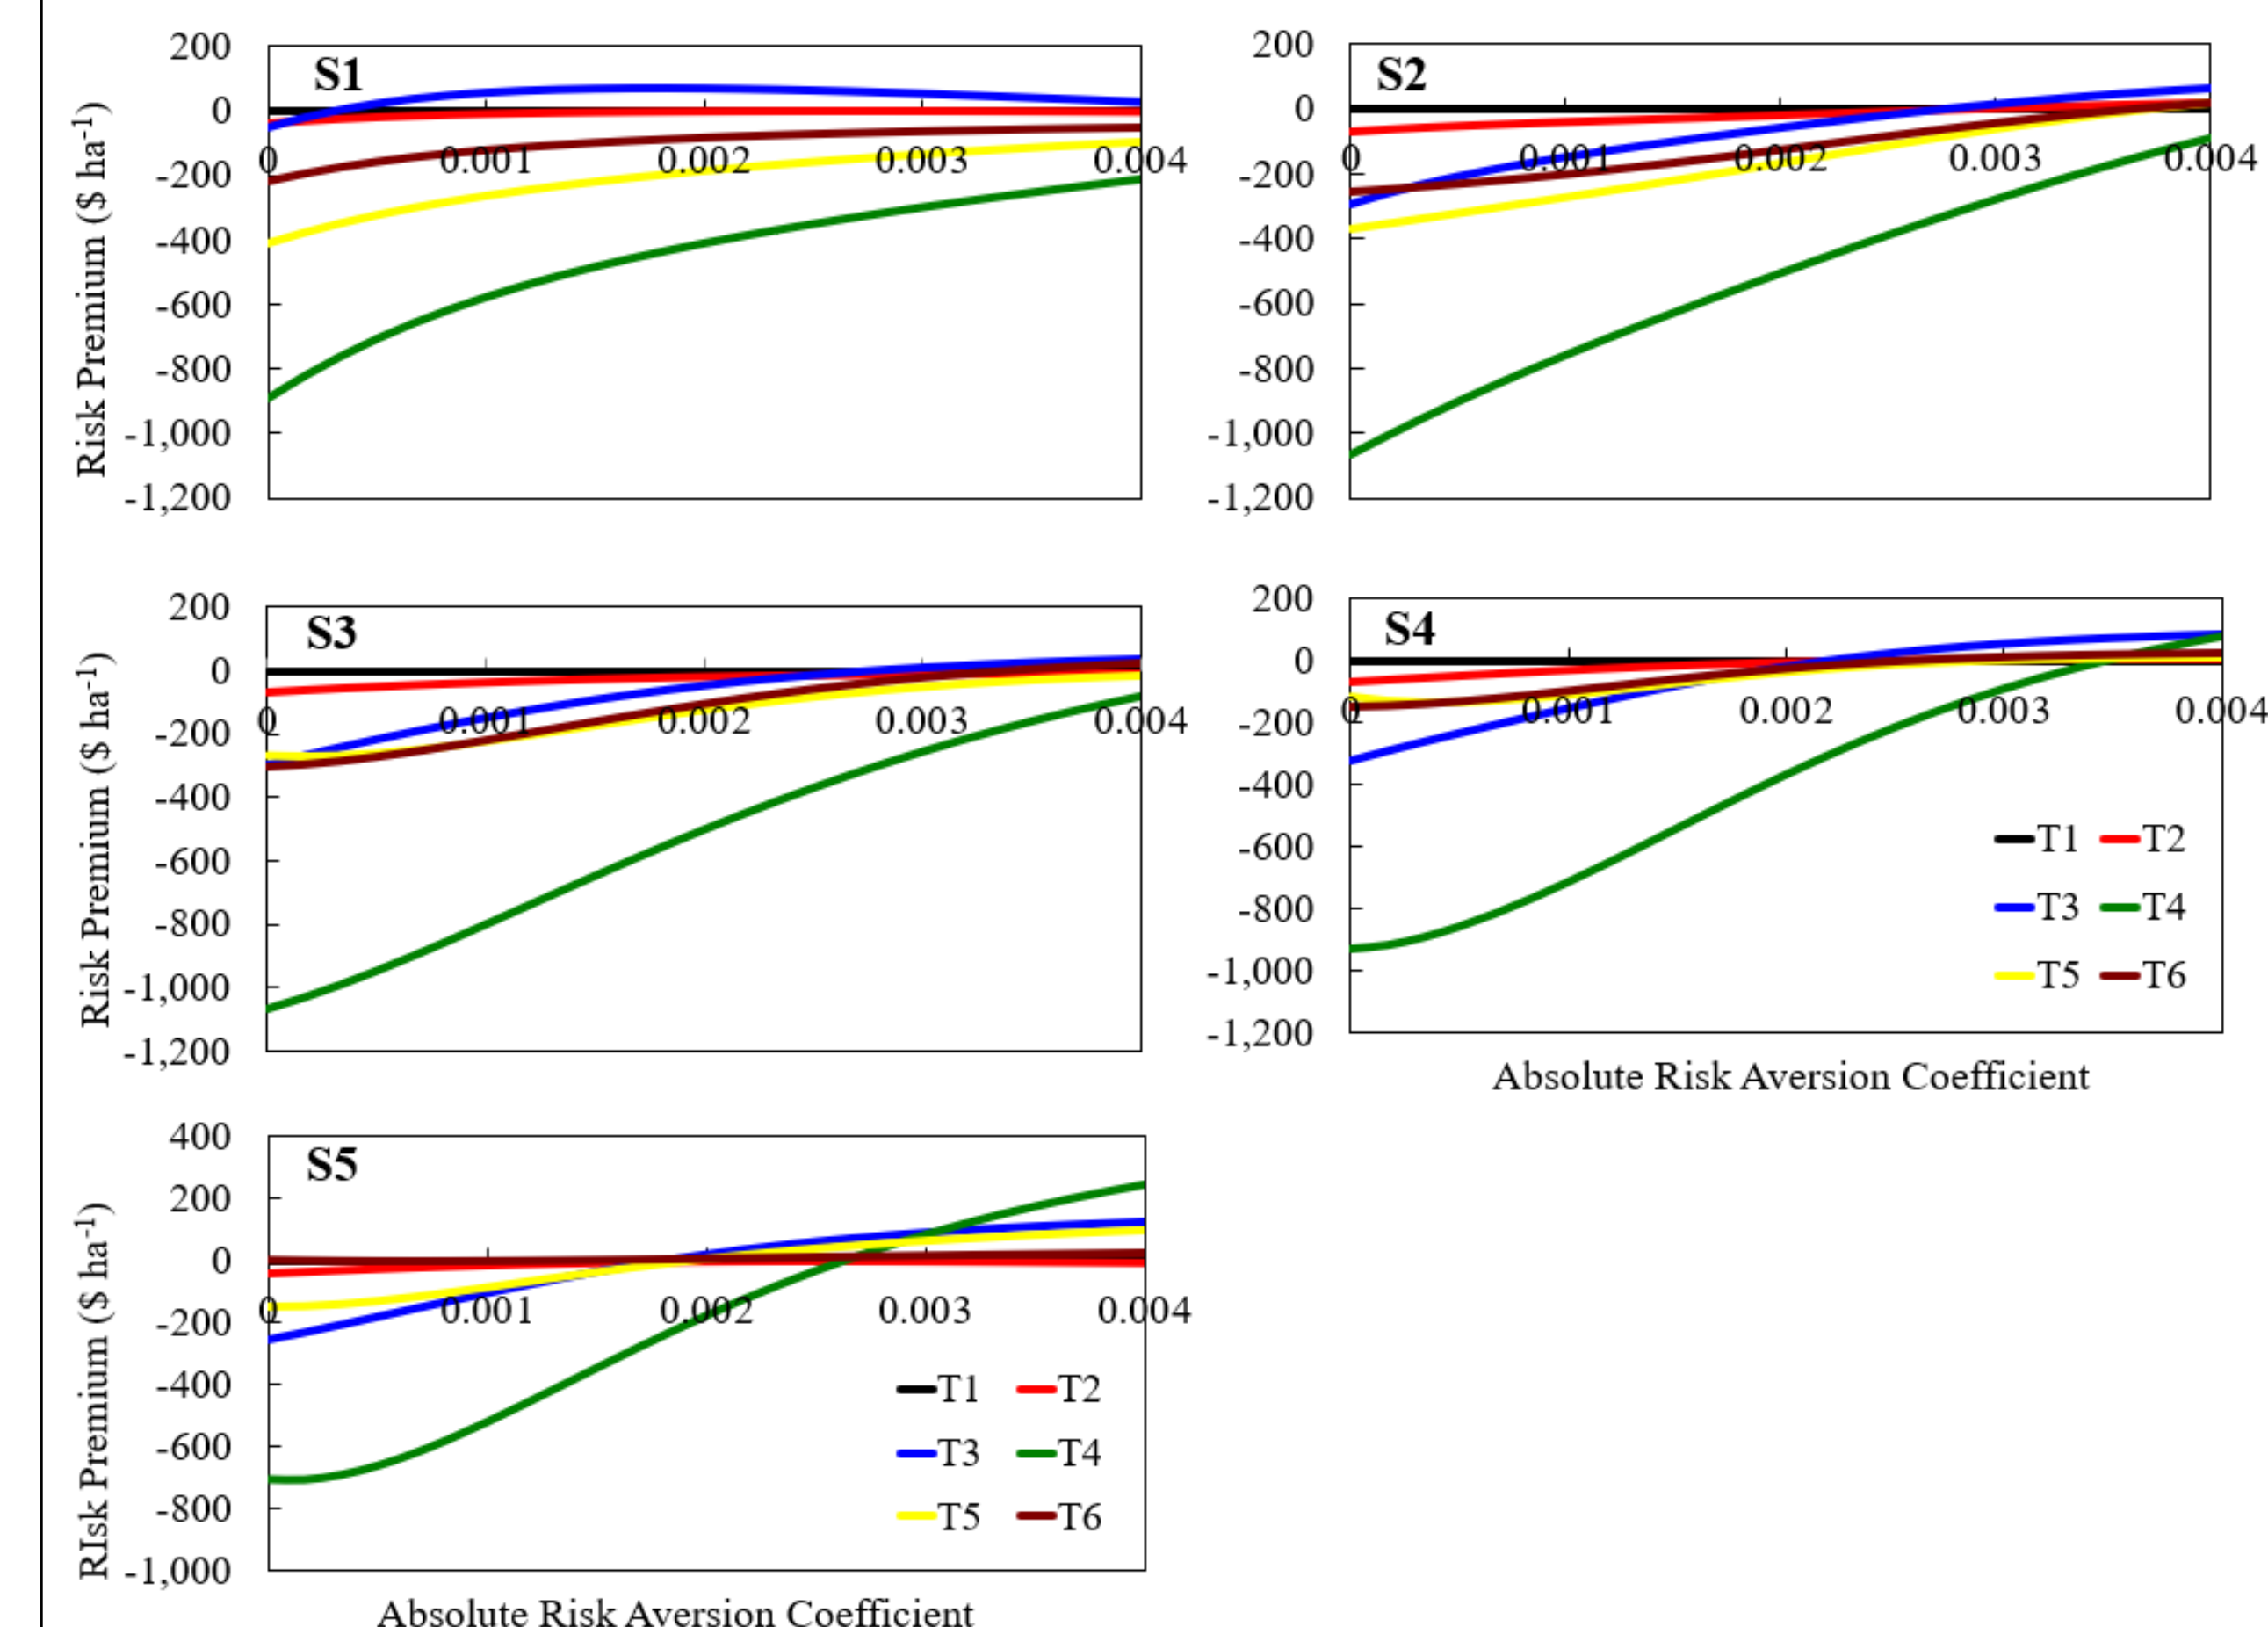 S1
200
0
-200
-400
-600
-800
-1,000
-1,200
0 0.001 0.002 0.003 0.004
Risk Premium ($ ha-1)
S2
200
0
-200
-400
-600
-800
-1,000
-1,200
0 0.001 0.002 0.003 0.004
S3
200
0
-200
-400
-600
-800
-1,000
-1,200
0 0.001 0.002 0.003 0.004
Risk Premium ($ ha-1)
S4
200
0
-200
-400
-600
-800
-1,000
-1,200
0 0.001 0.002 0.003 0.004
T1 T2
T3 T4
T5 T6
Absolute Risk Aversion Coefficient
S5
400
200
0
-200
-400
-600
-800
-1,000
0 0.001 0.002 0.003 0.004
RIsk Premium ($ ha-1)
T1 T2
T3 T4
T5 T6
Absolute Risk Aversion Coefficient